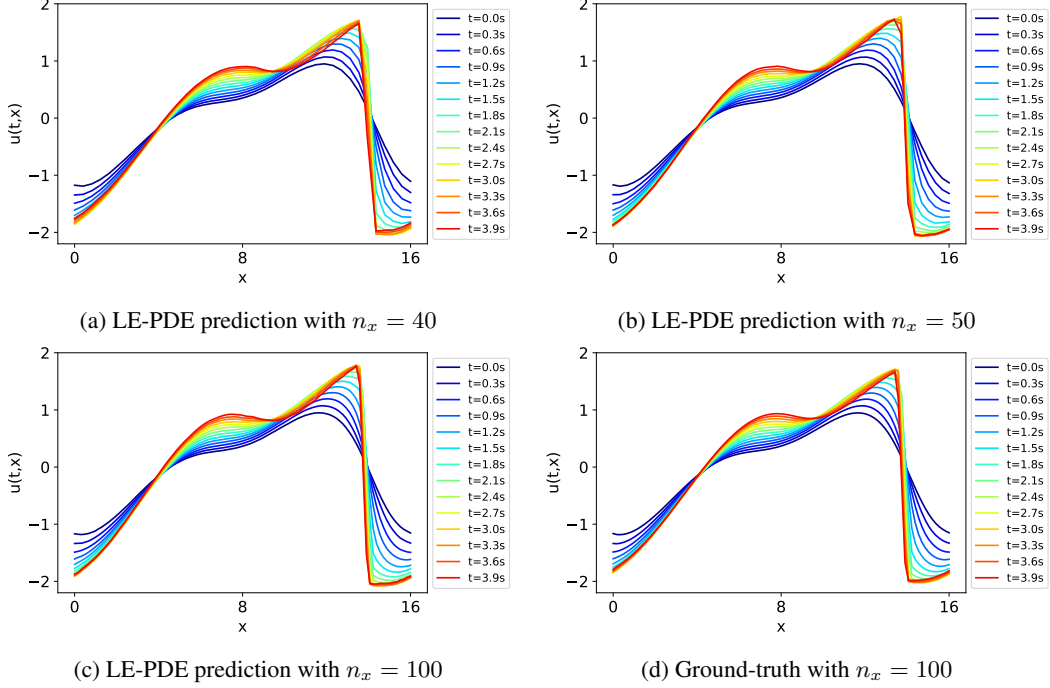 2
1
0
−1
−2
u(t,x)
0
8
16
x
t=0.0s
t=0.3s
t=0.6s
t=0.9s
t=1.2s
t=1.5s
t=1.8s
t=2.1s
t=2.4s
t=2.7s
t=3.0s
t=3.3s
t=3.6s
t=3.9s
(a) LE-PDE prediction with nₓ = 40
2
1
0
−1
−2
u(t,x)
0
8
16
x
t=0.0s
t=0.3s
t=0.6s
t=0.9s
t=1.2s
t=1.5s
t=1.8s
t=2.1s
t=2.4s
t=2.7s
t=3.0s
t=3.3s
t=3.6s
t=3.9s
(b) LE-PDE prediction with nₓ = 50
2
1
0
−1
−2
u(t,x)
0
8
16
x
t=0.0s
t=0.3s
t=0.6s
t=0.9s
t=1.2s
t=1.5s
t=1.8s
t=2.1s
t=2.4s
t=2.7s
t=3.0s
t=3.3s
t=3.6s
t=3.9s
(c) LE-PDE prediction with nₓ = 100
2
1
0
−1
−2
u(t,x)
0
8
16
x
t=0.0s
t=0.3s
t=0.6s
t=0.9s
t=1.2s
t=1.5s
t=1.8s
t=2.1s
t=2.4s
t=2.7s
t=3.0s
t=3.3s
t=3.6s
t=3.9s
(d) Ground-truth with nₓ = 100